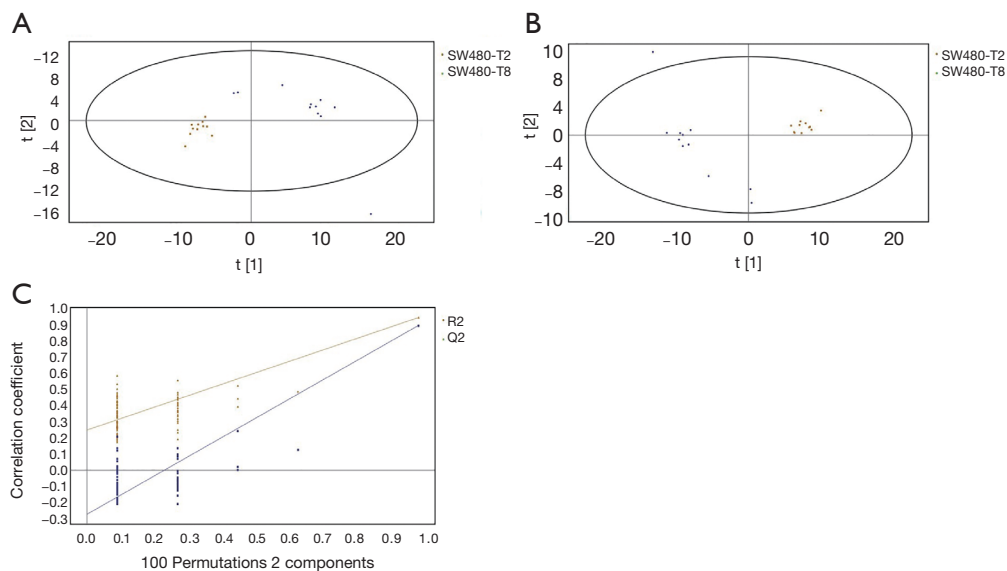 A
−12
8
4
0
−4
−8
−12
−16
t [2]
−20
−10
0
10
20
t [1]
SW480-T2
SW480-T8
B
10
8
4
0
−4
−8
−10
t [2]
−20
−10
0
10
20
t [1]
SW480-T2
SW480-T8
C
1.0
0.9
0.8
0.7
0.6
0.5
0.4
0.3
0.2
0.1
0.0
−0.1
−0.2
−0.3
Correlation coefficient
0.0 0.1 0.2 0.3 0.4 0.5 0.6 0.7 0.8 0.9 1.0
100 Permutations 2 components
R2
Q2